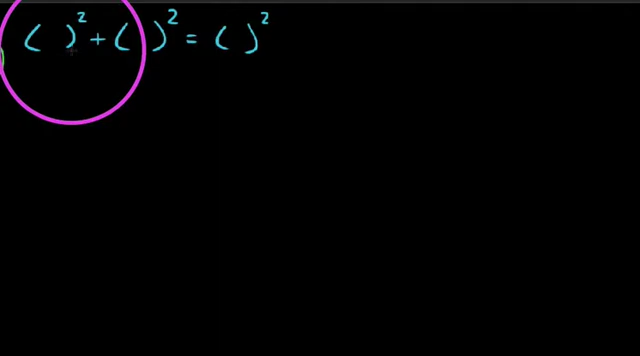 ( )² + ( )² = ( )²